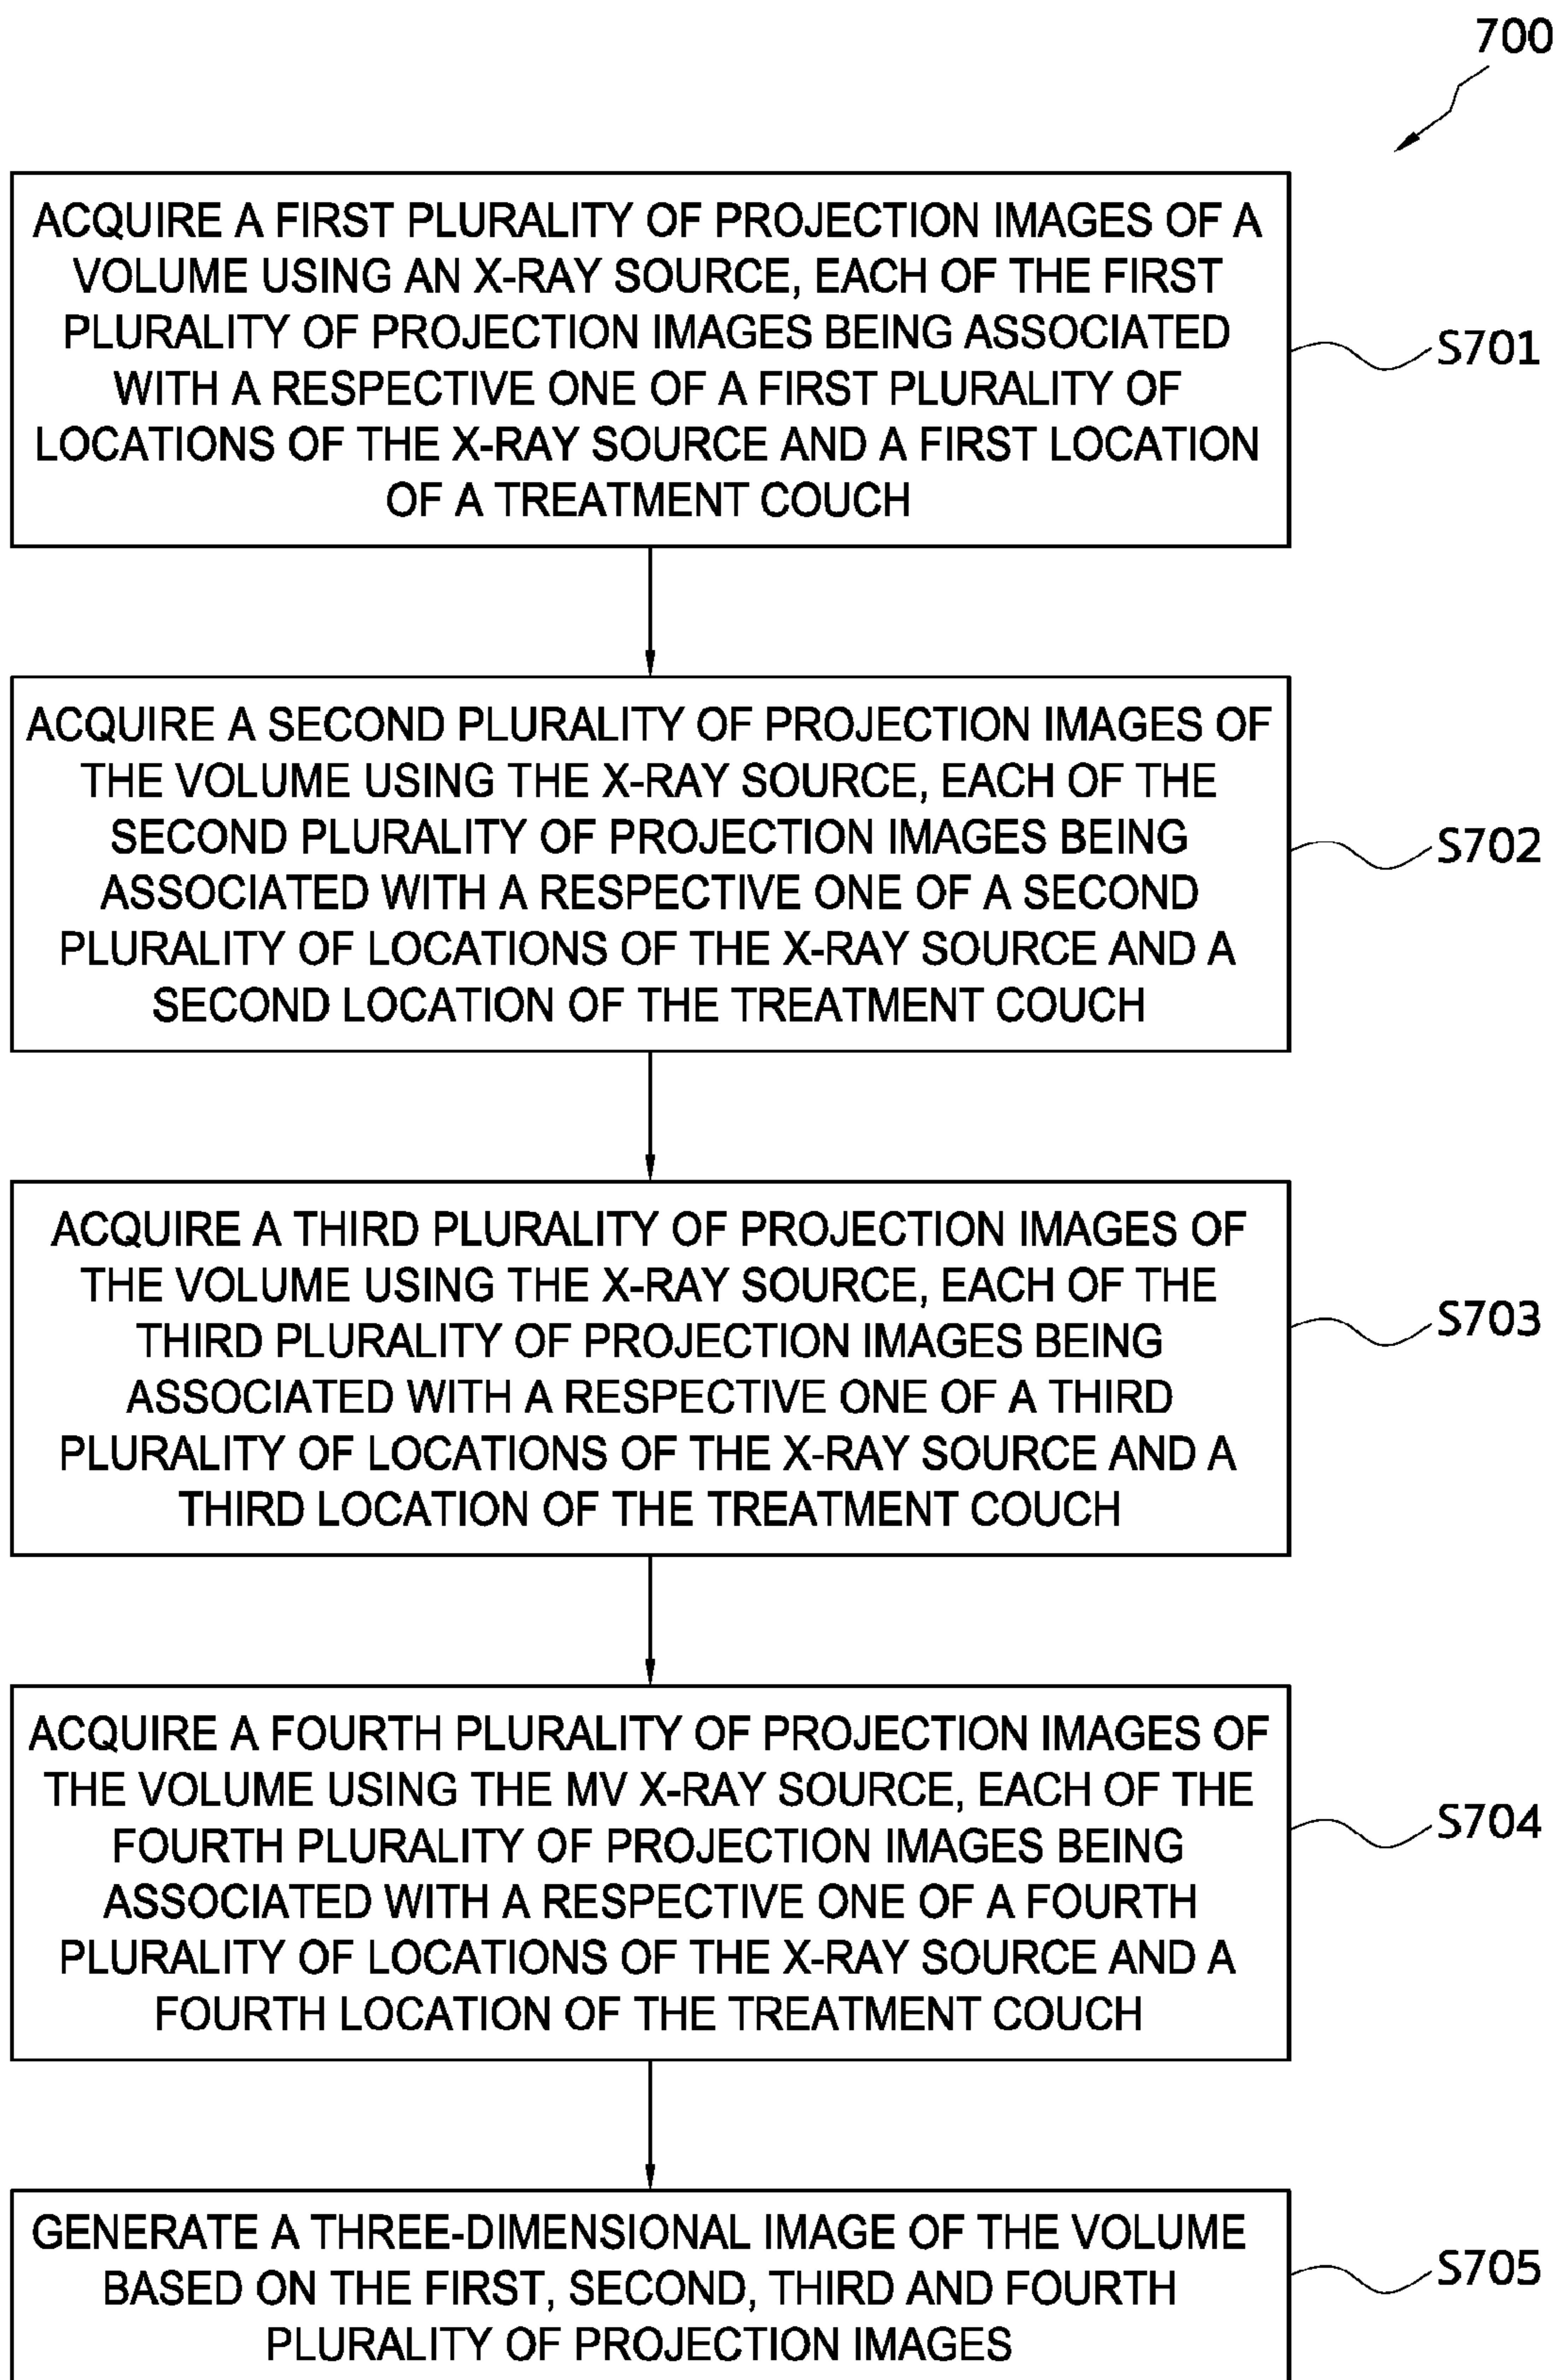 700
ACQUIRE A FIRST PLURALITY OF PROJECTION IMAGES OF A
VOLUME USING AN X-RAY SOURCE, EACH OF THE FIRST
PLURALITY OF PROJECTION IMAGES BEING ASSOCIATED
WITH A RESPECTIVE ONE OF A FIRST PLURALITY OF
LOCATIONS OF THE X-RAY SOURCE AND A FIRST LOCATION
OF A TREATMENT COUCH
S701
ACQUIRE A SECOND PLURALITY OF PROJECTION IMAGES OF
THE VOLUME USING THE X-RAY SOURCE, EACH OF THE
SECOND PLURALITY OF PROJECTION IMAGES BEING
ASSOCIATED WITH A RESPECTIVE ONE OF A SECOND
PLURALITY OF LOCATIONS OF THE X-RAY SOURCE AND A
SECOND LOCATION OF THE TREATMENT COUCH
S702
ACQUIRE A THIRD PLURALITY OF PROJECTION IMAGES OF
THE VOLUME USING THE X-RAY SOURCE, EACH OF THE
THIRD PLURALITY OF PROJECTION IMAGES BEING
ASSOCIATED WITH A RESPECTIVE ONE OF A THIRD
PLURALITY OF LOCATIONS OF THE X-RAY SOURCE AND A
THIRD LOCATION OF THE TREATMENT COUCH
S703
ACQUIRE A FOURTH PLURALITY OF PROJECTION IMAGES OF
THE VOLUME USING THE MV X-RAY SOURCE, EACH OF THE
FOURTH PLURALITY OF PROJECTION IMAGES BEING
ASSOCIATED WITH A RESPECTIVE ONE OF A FOURTH
PLURALITY OF LOCATIONS OF THE X-RAY SOURCE AND A
FOURTH LOCATION OF THE TREATMENT COUCH
S704
GENERATE A THREE-DIMENSIONAL IMAGE OF THE VOLUME
BASED ON THE FIRST, SECOND, THIRD AND FOURTH
PLURALITY OF PROJECTION IMAGES
S705